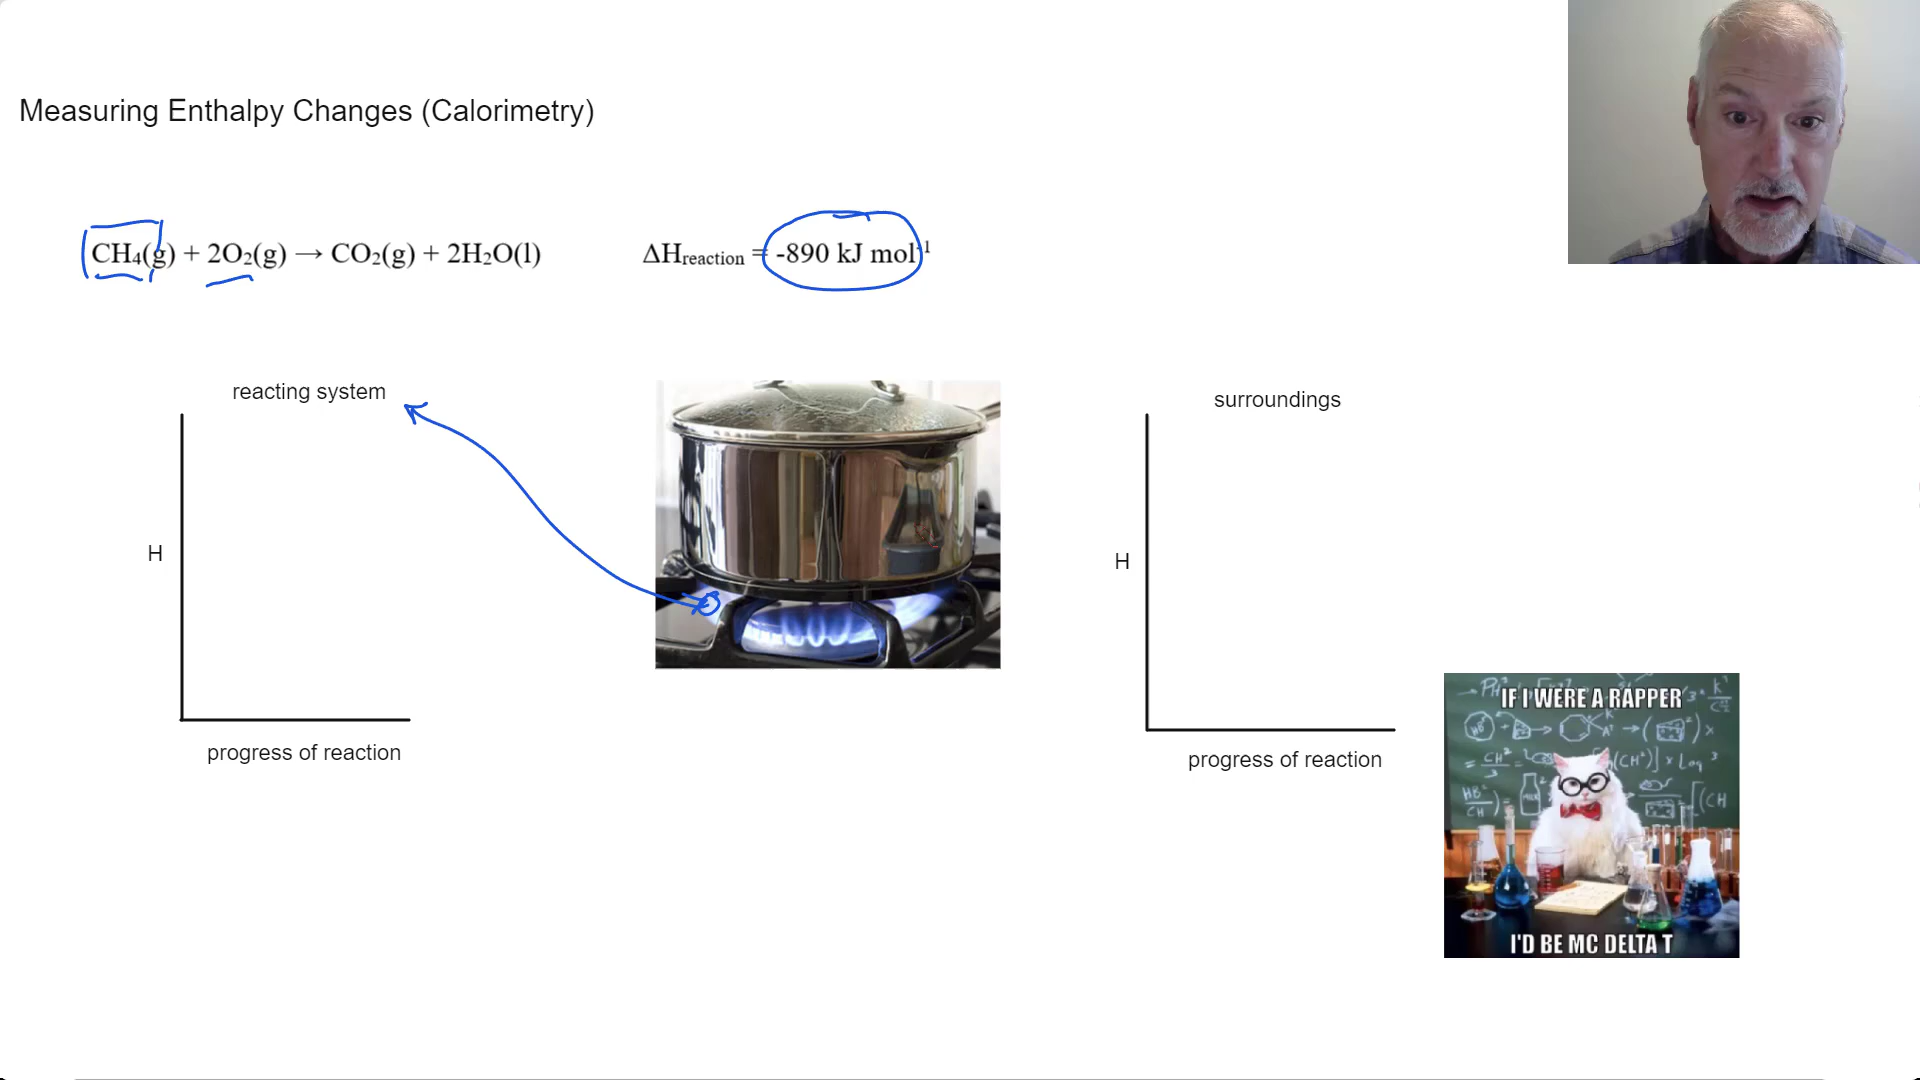 Measuring Enthalpy Changes (Calorimetry)
CH₄(g) + 2O₂(g) → CO₂(g) + 2H₂O(l)
ΔHreaction = -890 kJ mol⁻¹
reacting system
H
progress of reaction
surroundings
H
progress of reaction
IF I WERE A RAPPER
I'D BE MC DELTA T